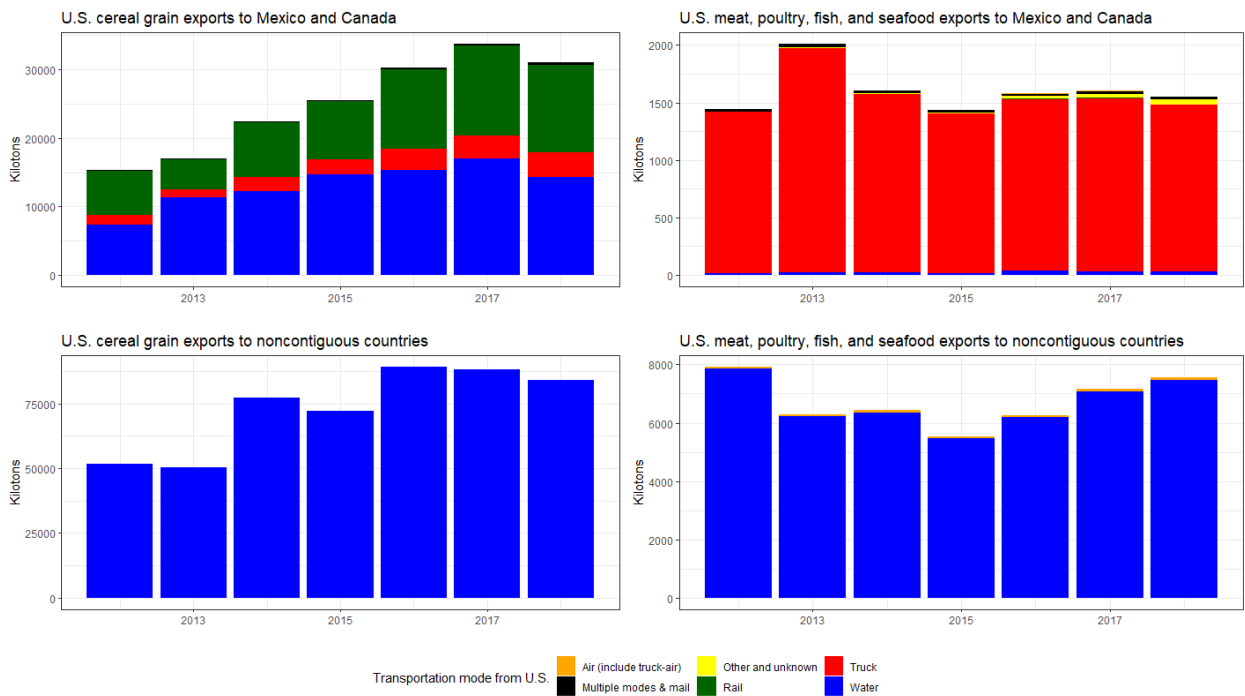 U.S. cereal grain exports to Mexico and Canada
Kilotons
30000
20000
10000
0
2013
2015
2017
U.S. meat, poultry, fish, and seafood exports to Mexico and Canada
Kilotons
2000
1500
1000
500
0
2013
2015
2017
U.S. cereal grain exports to noncontiguous countries
Kilotons
75000
50000
25000
0
2013
2015
2017
U.S. meat, poultry, fish, and seafood exports to noncontiguous countries
Kilotons
8000
6000
4000
2000
0
2013
2015
2017
Transportation mode from U.S.
Air (include truck-air)
Other and unknown
Truck
Multiple modes & mail
Rail
Water